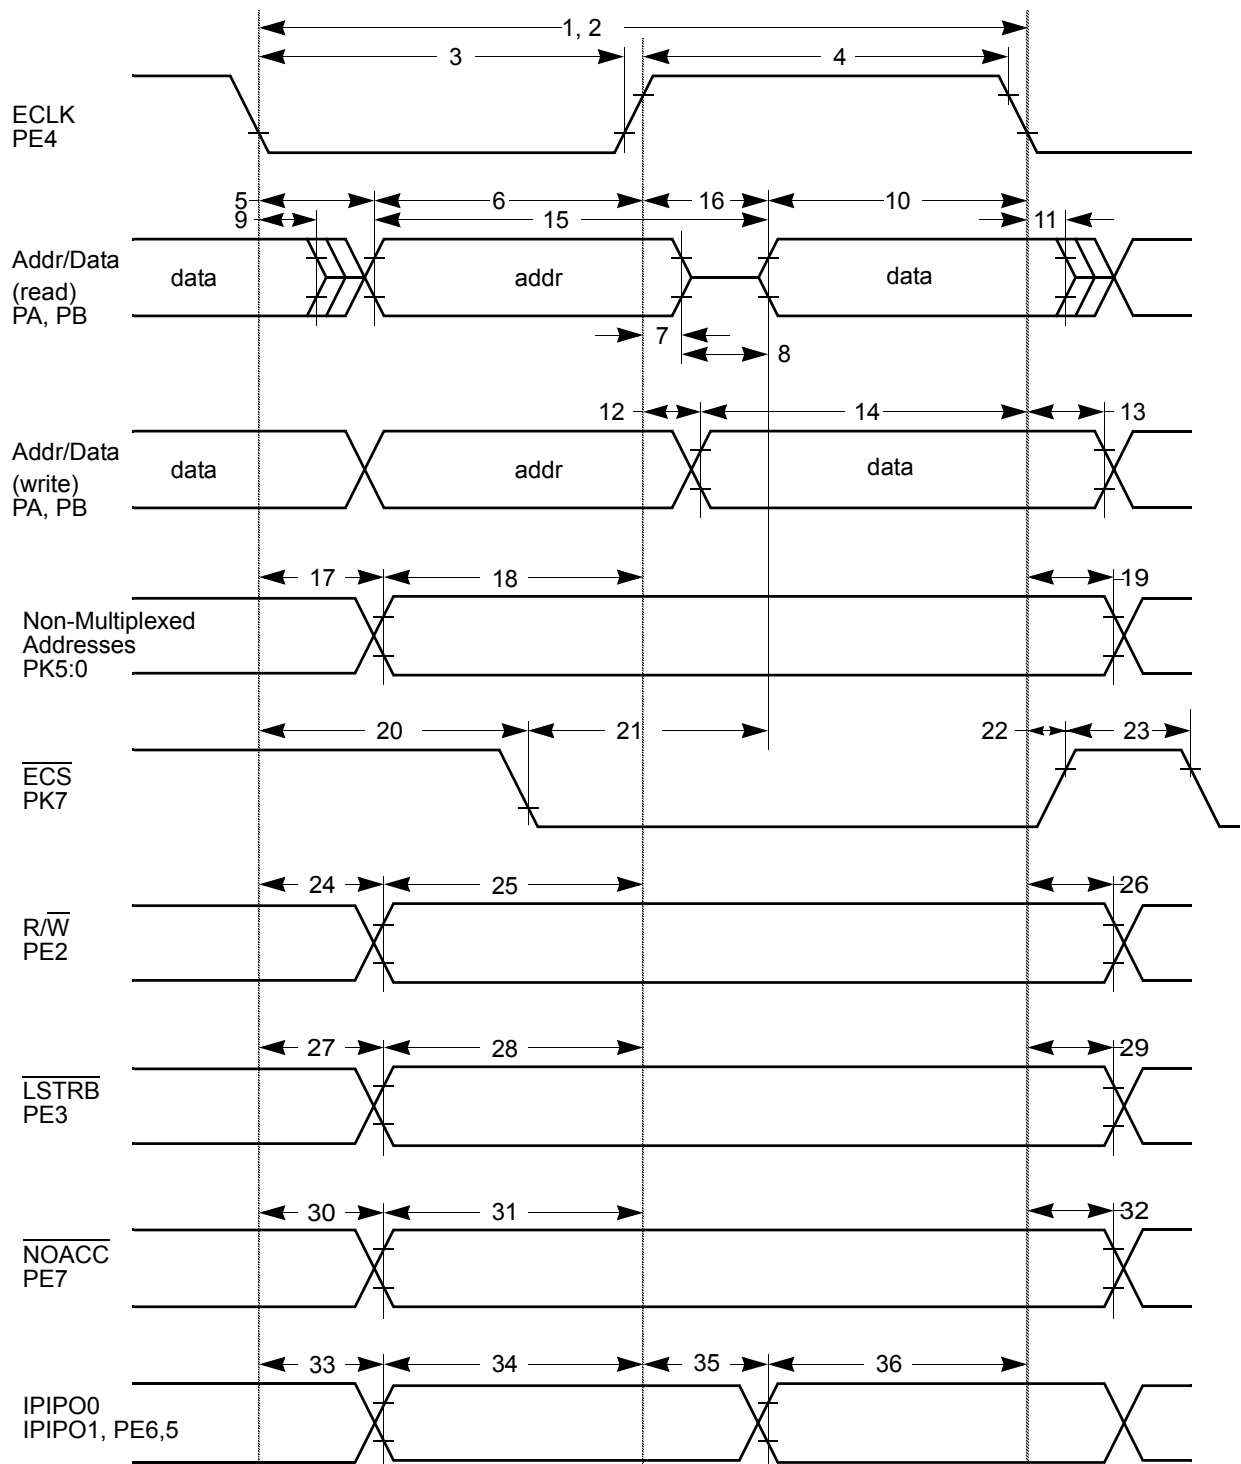 1, 2
3
4
ECLK
PE4
5
6
16
10
9
15
11
Addr/Data
(read)
PA, PB
data
addr
data
7
8
12
14
13
Addr/Data
(write)
PA, PB
data
addr
data
17
18
19
Non-Multiplexed
Addresses
PK5:0
20
21
22
23
ECS
PK7
24
25
26
R/W
PE2
27
28
29
LSTRB
PE3
30
31
32
NOACC
PE7
33
34
35
36
IPIPO0
IPIPO1, PE6,5